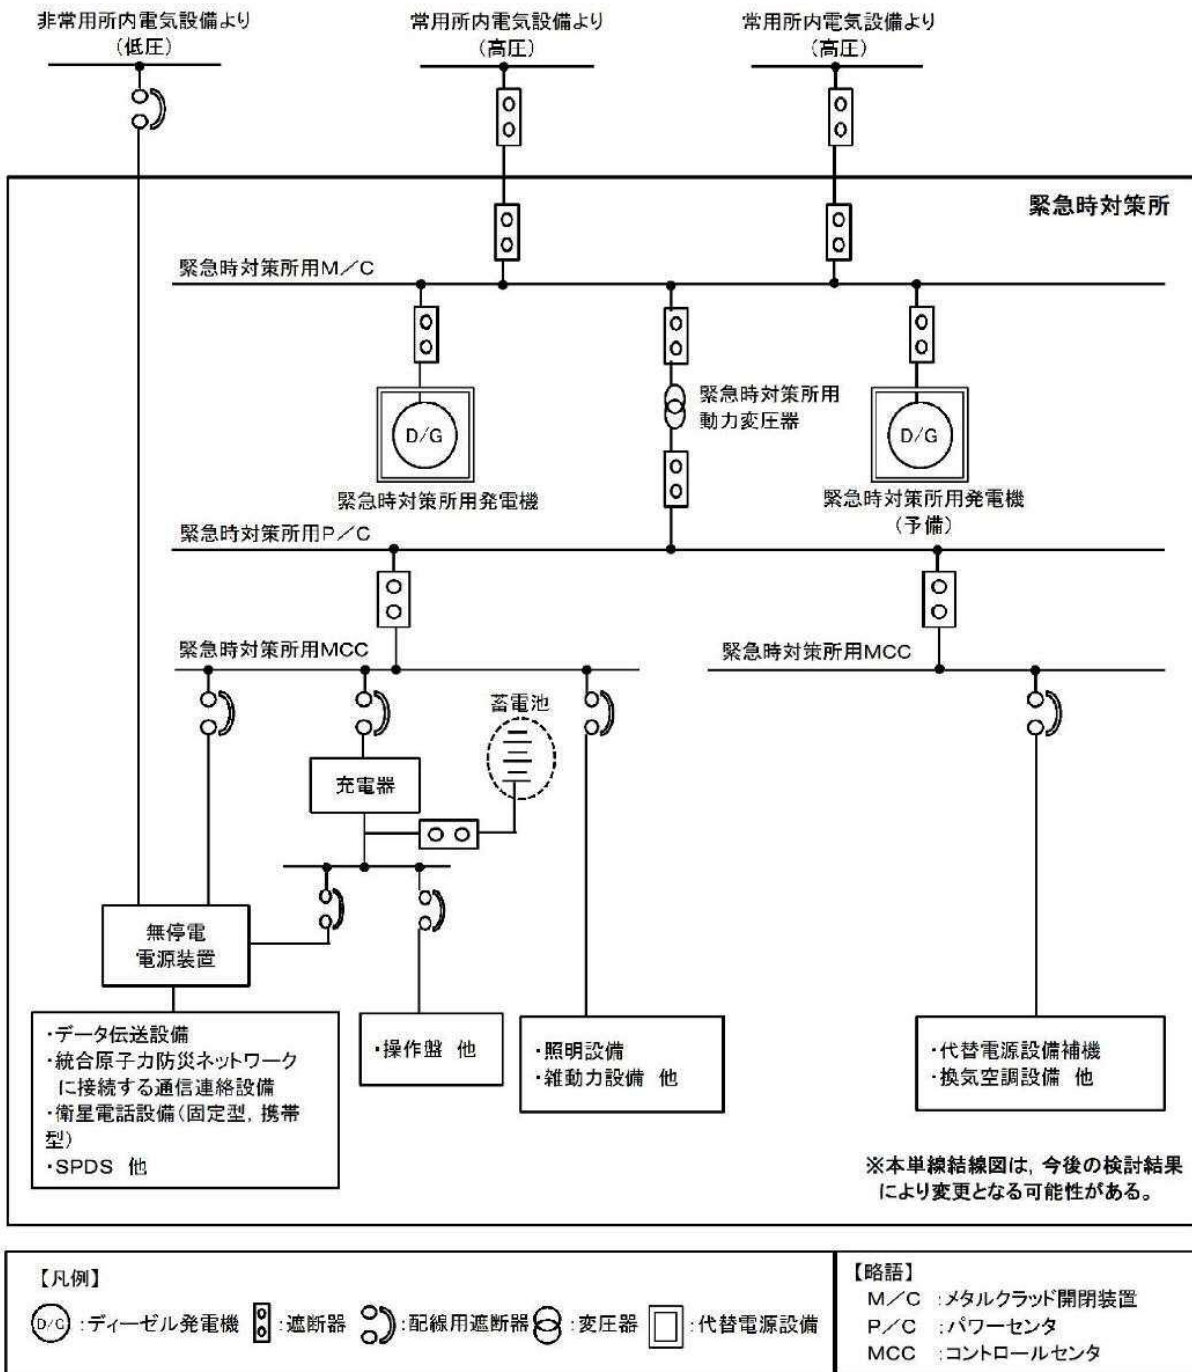 非常用所内電気設備より
(低圧)
常用所内電気設備より
(高圧)
常用所内電気設備より
(高圧)
緊急時対策所
緊急時対策所用M/C
D/G
緊急時対策所用発電機
緊急時対策所用
動力変圧器
D/G
緊急時対策所用発電機
(予備)
緊急時対策所用P/C
緊急時対策所用MCC
緊急時対策所用MCC
蓄電池
充電器
無停電
電源装置
・データ伝送設備
・統合原子力防災ネットワーク
に接続する通信連絡設備
・衛星電話設備(固定型, 携帯
型)
・SPDS 他
・操作盤 他
・照明設備
・雑動力設備 他
・代替電源設備補機
・換気空調設備 他
※本単線結線図は, 今後の検討結果
により変更となる可能性がある。
【凡例】
D/G :ディーゼル発電機 :遮断器 :配線用遮断器 :変圧器 :代替電源設備
【略語】
M/C :メタルクラッド開閉装置
P/C :パワーセンタ
MCC :コントロールセンタ